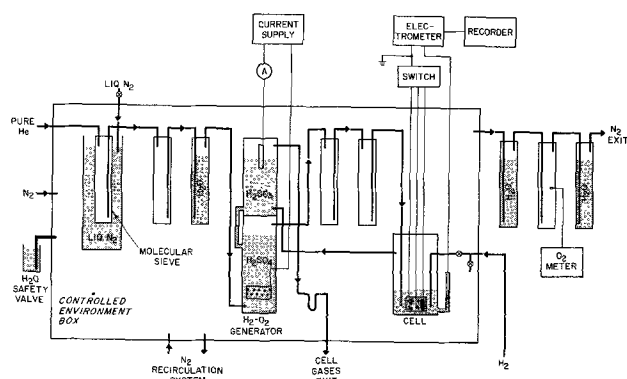 CURRENT
SUPPLY
ELEC-
TROMETER
RECORDER
SWITCH
A
LIQ N2
PURE
He
N2
EXIT
N2
H2SO4
H2SO4
LIQ N2
MOLECULAR
SIEVE
O2
METER
H2O
SAFETY
VALVE
CONTROLLED
ENVIRONMENT
BOX
H2-O2
GENERATOR
CELL
N2
RECIRCULATION
CELL
GASES
H2